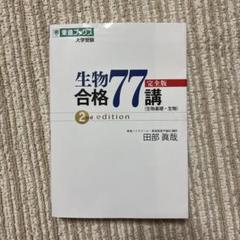 東進ブックス
大学受験
生物
合格77講
完全版
(生物基礎・生物)
2nd edition
田部 眞哉